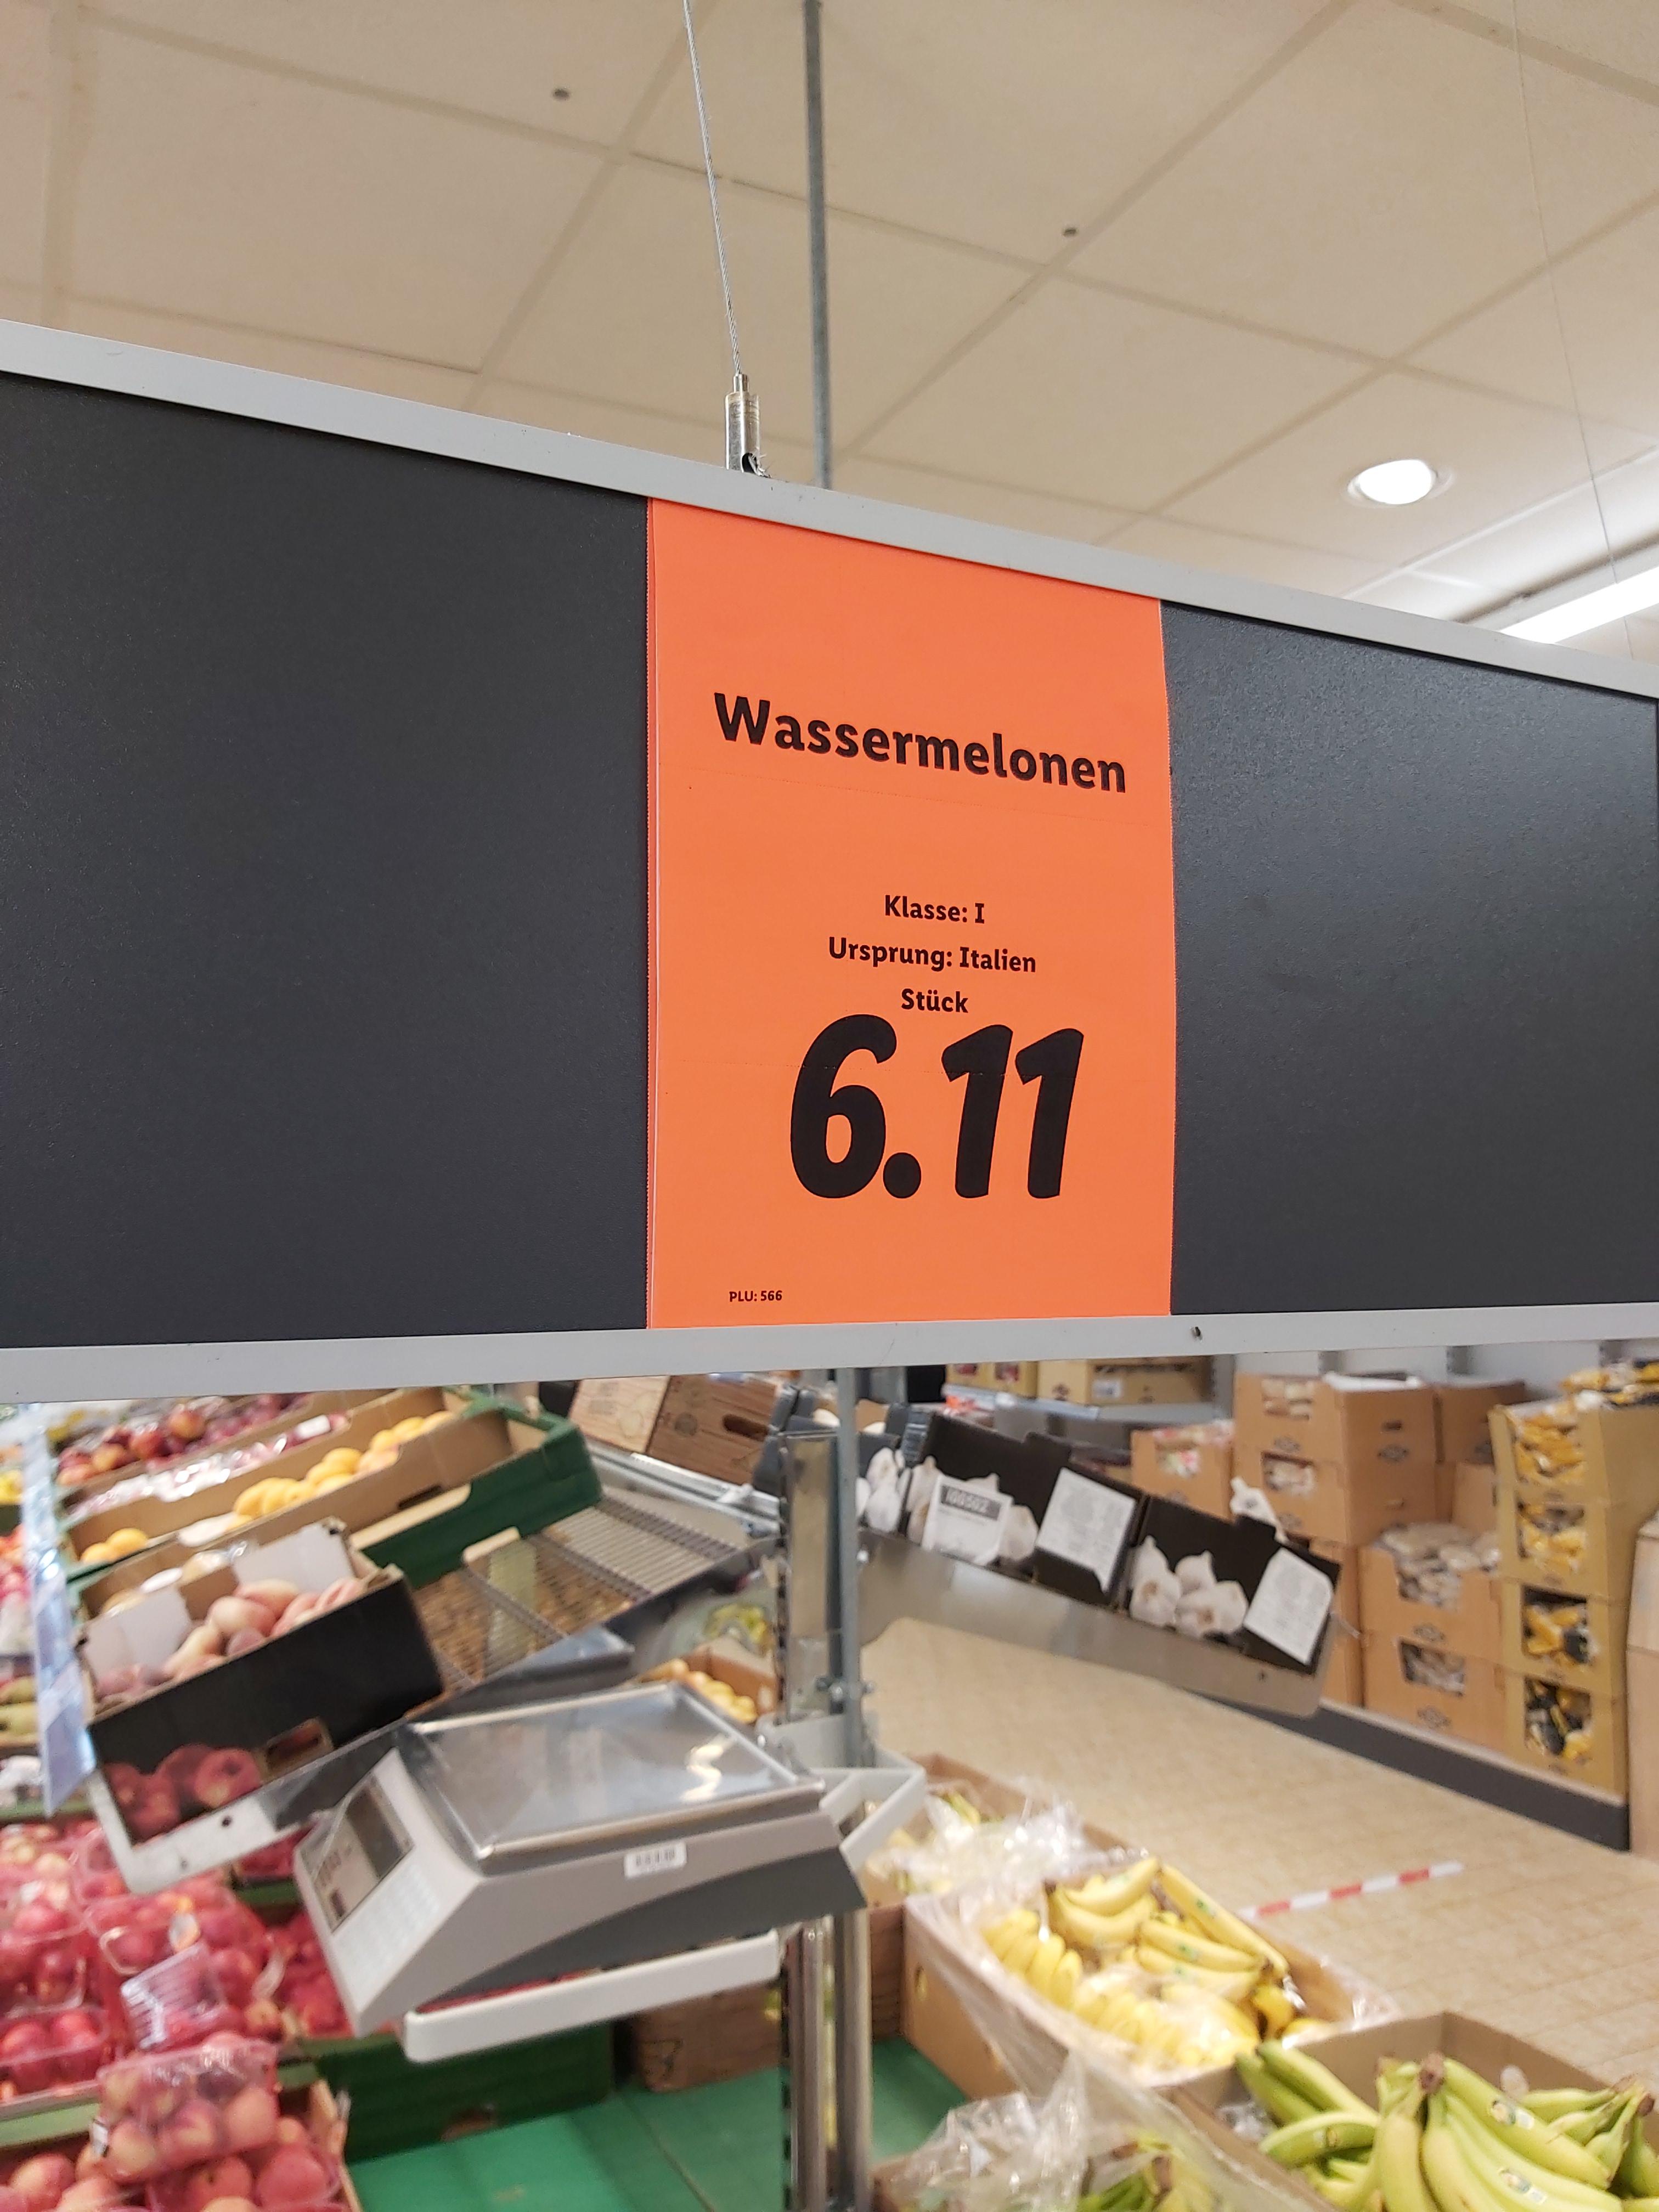 Wassermelonen
Klasse: I
Ursprung: Italien
Stück
6.11
PLU: 566